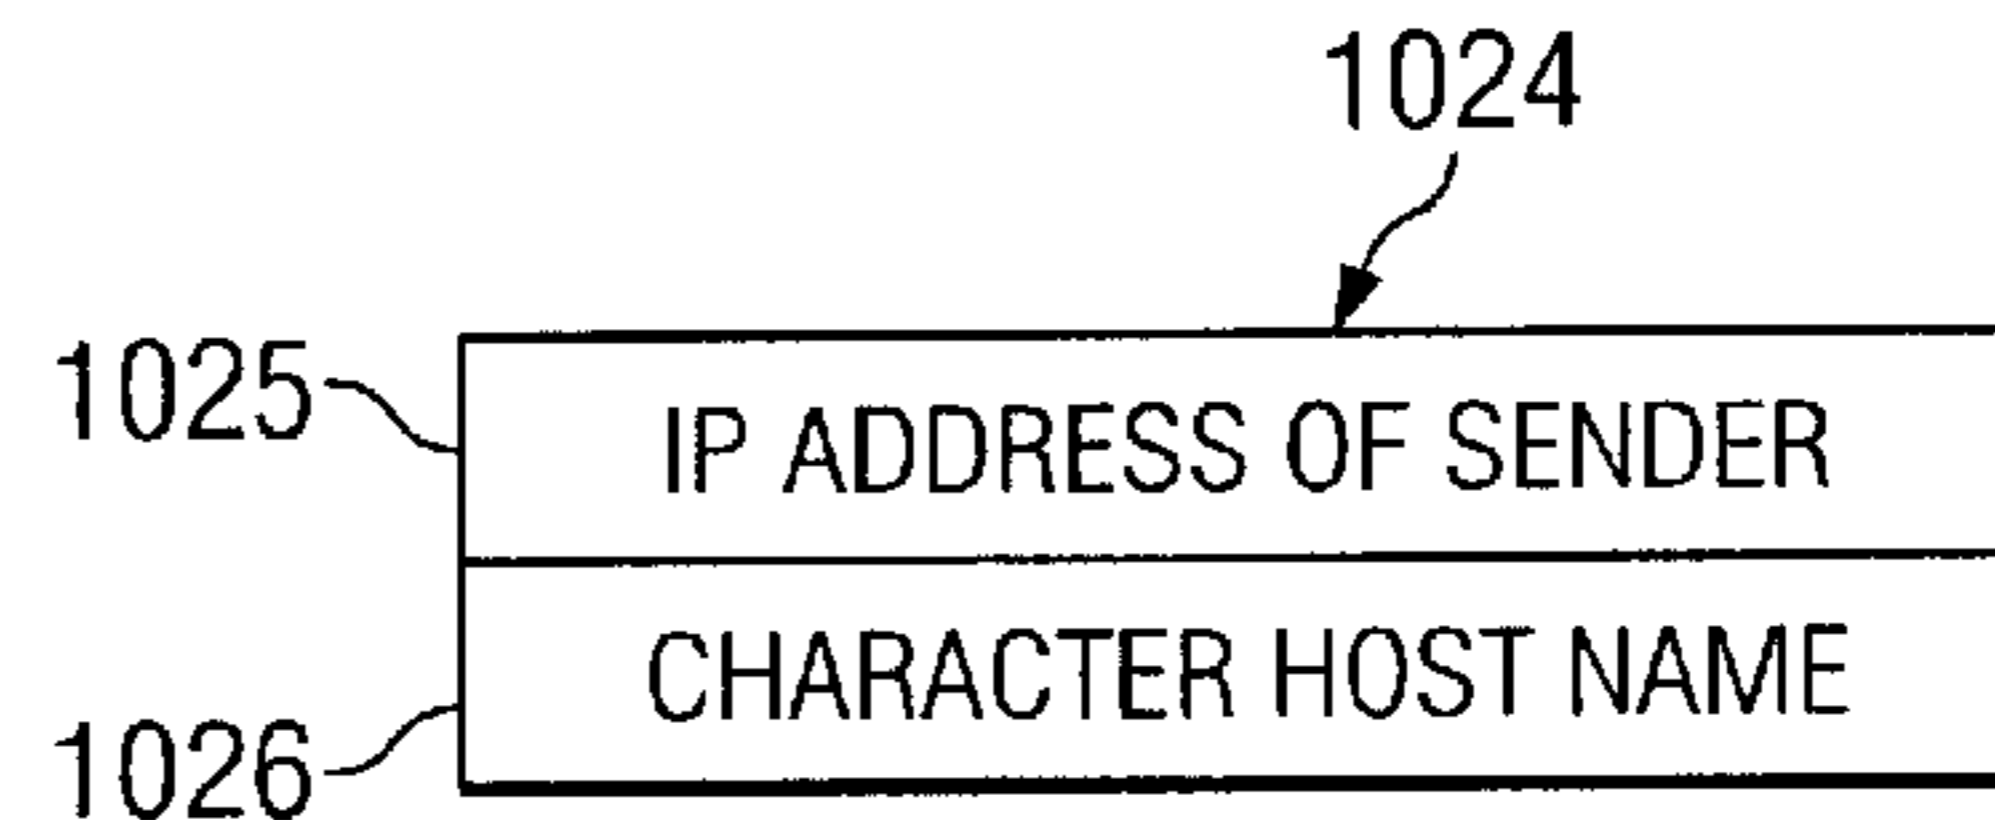 1024
1025 IP ADDRESS OF SENDER
1026 CHARACTER HOST NAME